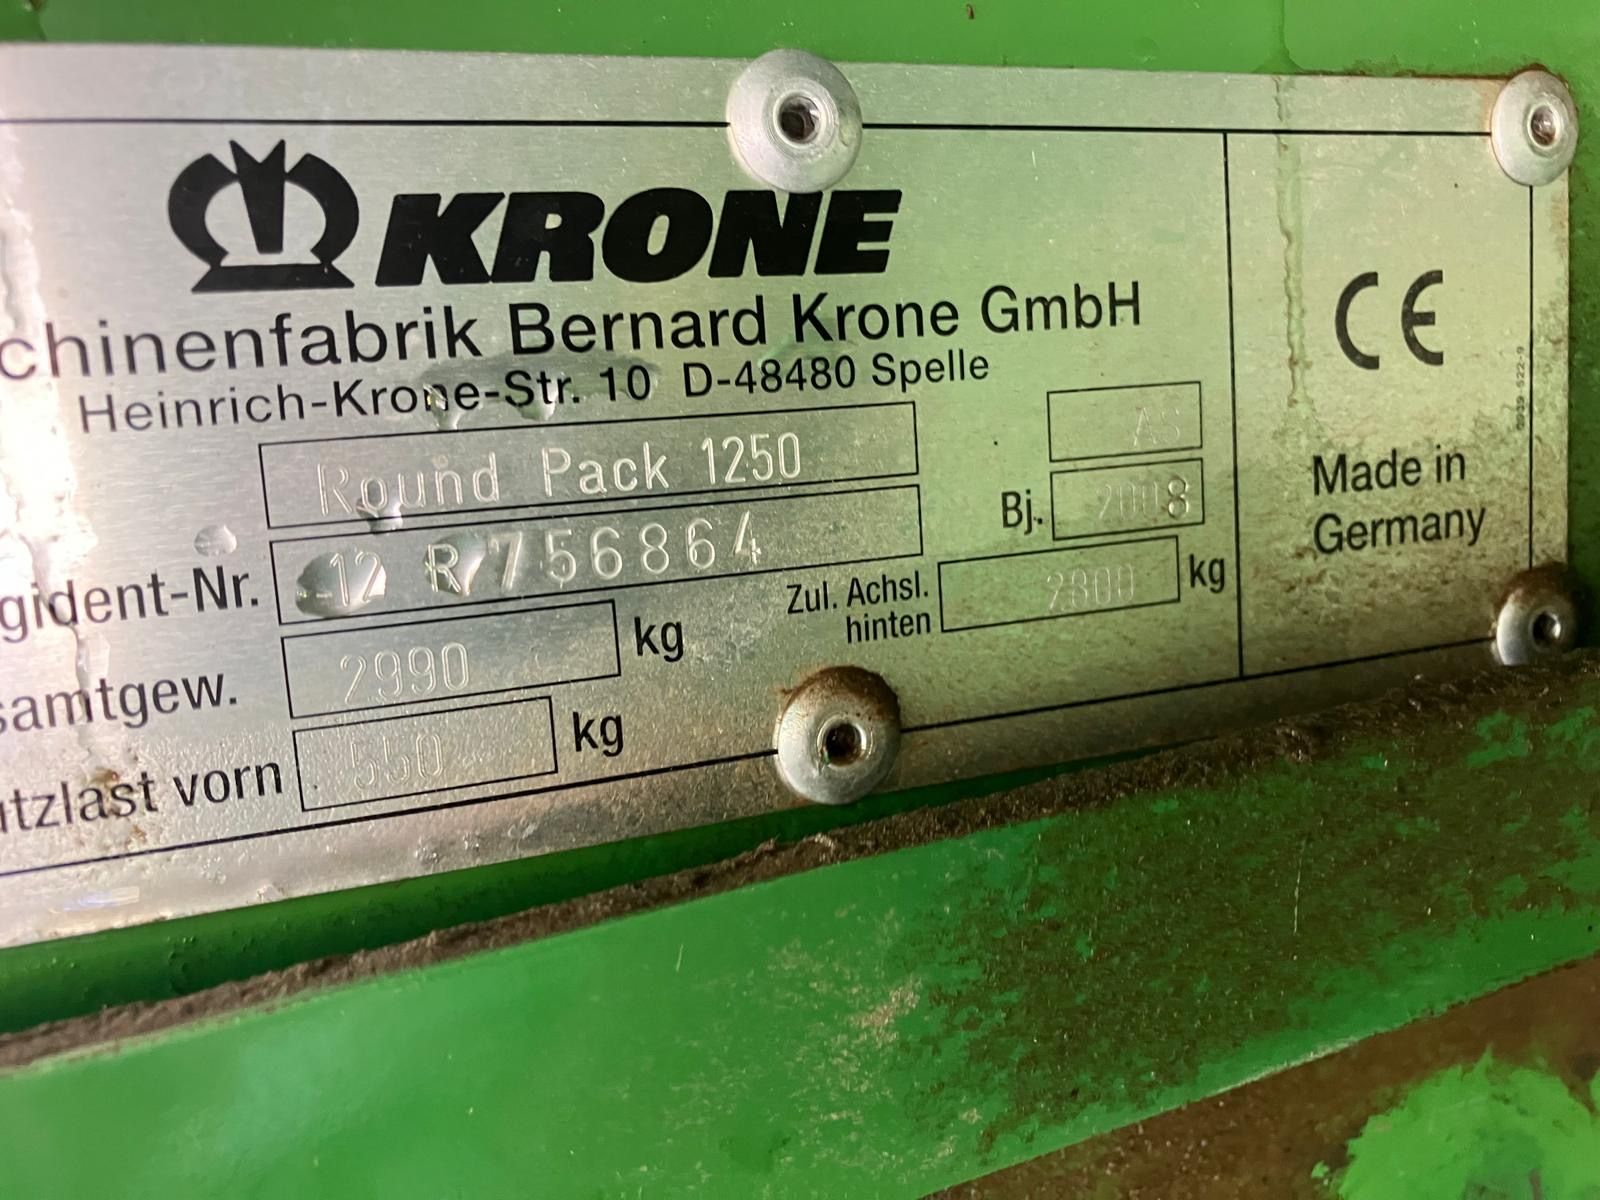 KRONE
chinenfabrik Bernard Krone GmbH
Heinrich-Krone-Str. 10 D-48480 Spelle
CE
Round Pack 1250
AS
gident-Nr. 12 R 756864
Bj. 2008
samtgew. 2990 kg
Zul. Achsl. hinten 2800 kg
tzlast vorn 550 kg
Made in
Germany